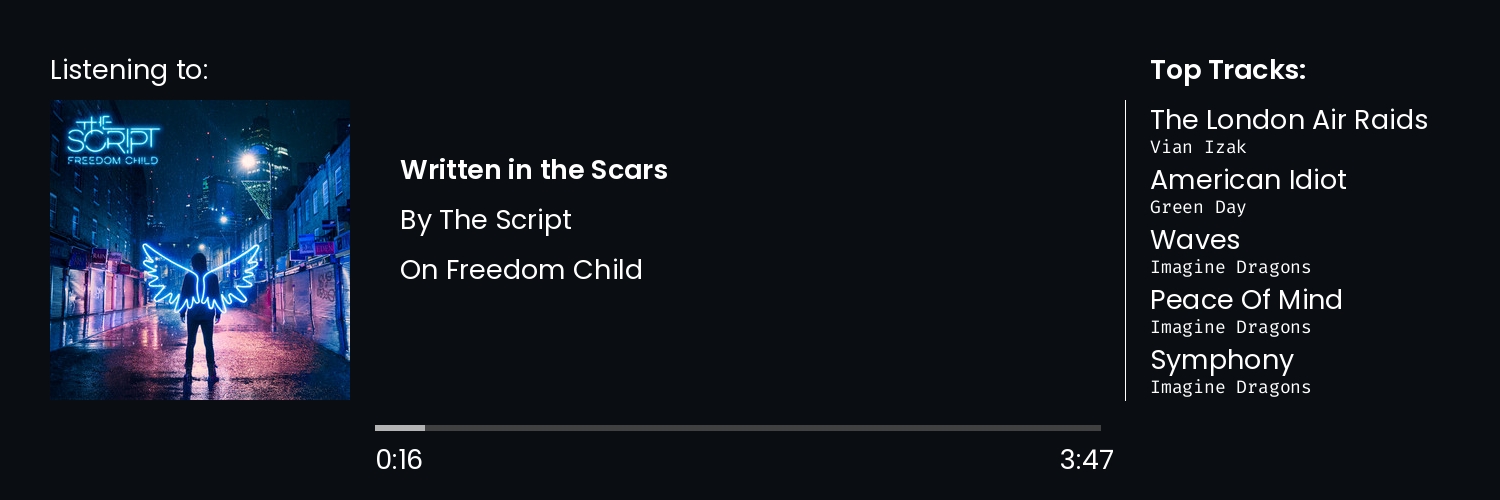 Listening to:
THE
SCRIPT
FREEDOM CHILD
Written in the Scars
By The Script
On Freedom Child
0:16
3:47
Top Tracks:
The London Air Raids
Vian Izak
American Idiot
Green Day
Waves
Imagine Dragons
Peace Of Mind
Imagine Dragons
Symphony
Imagine Dragons